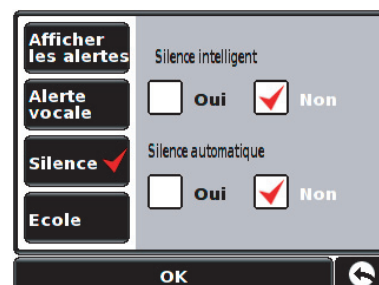 Afficher
les alertes
Silence intelligent
Alerte
vocale
Oui
Non
Silence automatique
Silence
Oui
Non
Ecole
OK